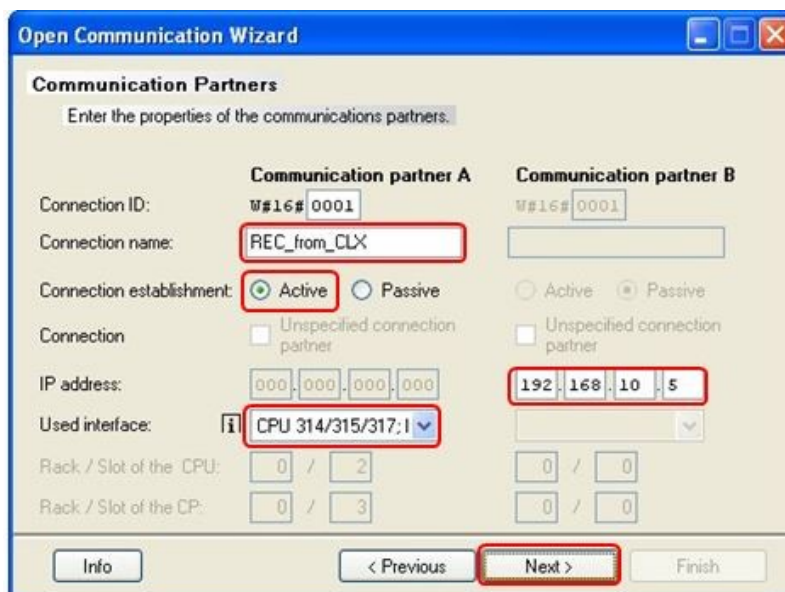 Open Communication Wizard
Communication Partners
Enter the properties of the communications partners.
Communication partner A Communication partner B
Connection ID: W#16# 0001 W#16# 0001
Connection name: REC_from_CLX
Connection establishment: Active Passive Active Passive
Connection Unspecified connection partner Unspecified connection partner
IP address: 000.000.000.000 192.168.10.5
Used interface: i CPU 314/315/317; I
Rack / Slot of the CPU: 0 / 2 0 / 0
Rack / Slot of the CP: 0 / 3 0 / 0
Info < Previous Next > Finish